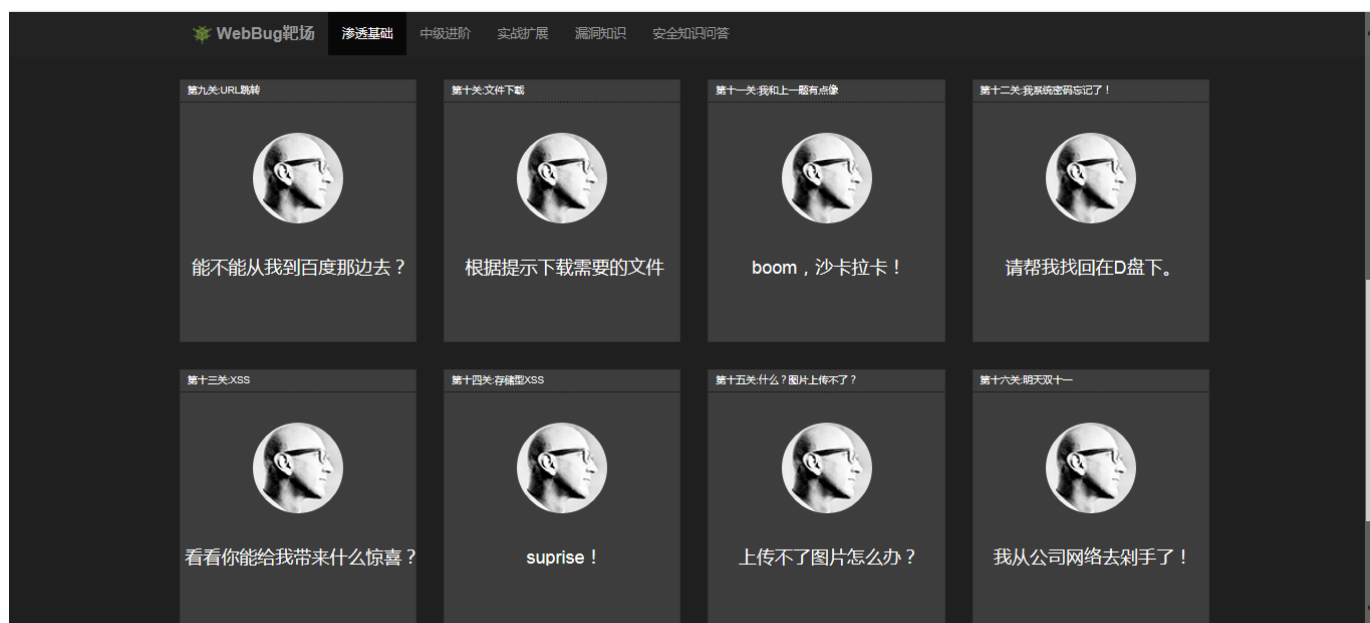 WebBug靶场 渗透基础 中级进阶 实战扩展 漏洞知识 安全知识问答
第九关:URL跳转 第十关:文件下载 第十一关:我和上一题有点像 第十二关:我系统密码忘记了！
能不能从我到百度那边去？ 根据提示下载需要的文件 boom，沙卡拉卡！ 请帮我找回在D盘下。
第十三关:XSS 第十四关:存储型XSS 第十五关:什么？图片上传不了？ 第十六关:明天双十一
看看你能给我带来什么惊喜？ suprise！ 上传不了图片怎么办？ 我从公司网络去剁手了！